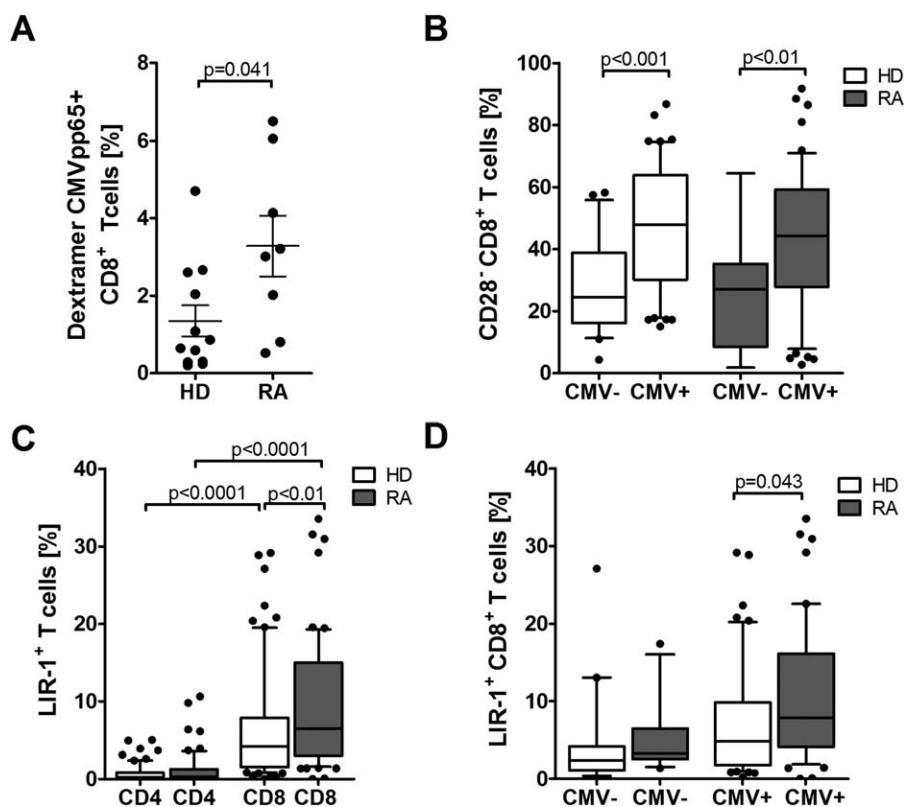 A
Dextramer CMVpp65+
CD8+ Tcells [%]
8
6
4
2
0
p=0.041
HD RA
B
CD28- CD8+ T cells [%]
100
80
60
40
20
0
p<0.001 p<0.01
HD
RA
CMV- CMV+ CMV- CMV+
C
LIR-1+ T cells [%]
40
30
20
10
0
p<0.0001
p<0.0001 p<0.01
HD
RA
CD4 CD4 CD8 CD8
D
LIR-1+ CD8+ T cells [%]
40
30
20
10
0
p=0.043
HD
RA
CMV- CMV- CMV+ CMV+